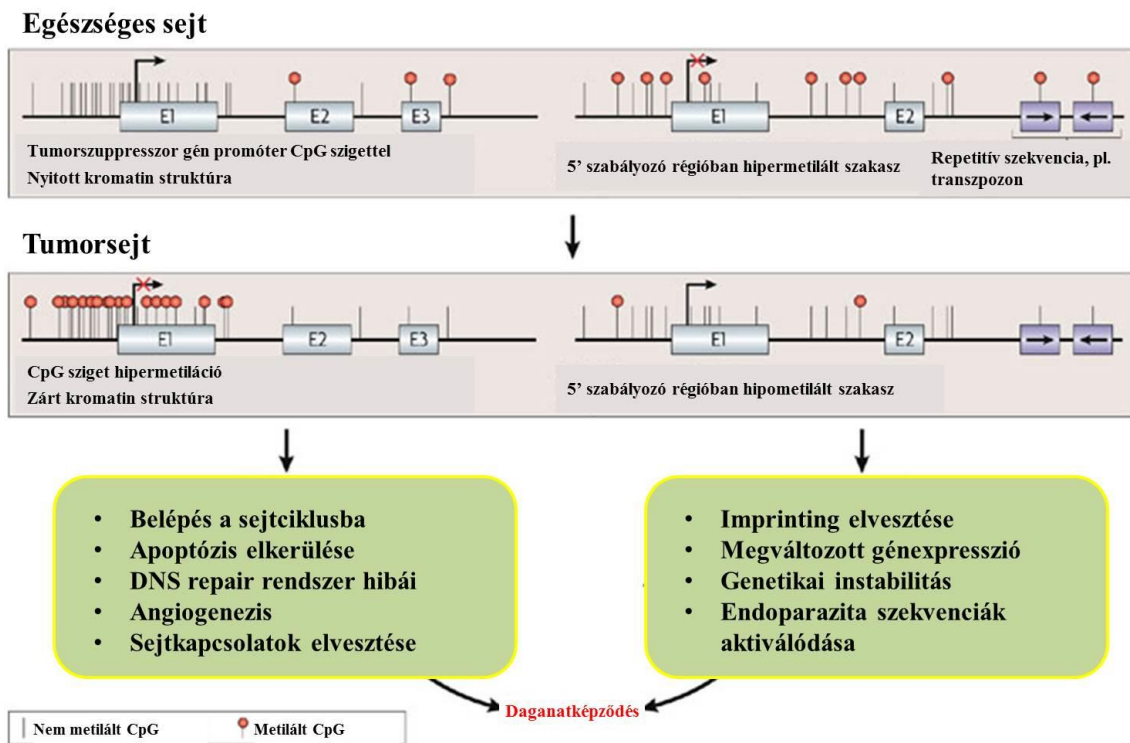 Egészséges sejt
E1
E2
E3
E1
E2
Tumorszuppresszor gén promóter CpG szigettel
Nyitott kromatin struktúra
5’ szabályozó régióban hipermetilált szakasz
Repetitív szekvencia, pl.
transzpozon
Tumorsejt
E1
E2
E3
E1
E2
CpG sziget hipermetiláció
Zárt kromatin struktúra
5’ szabályozó régióban hipometilált szakasz
• Belépés a sejtciklusba
• Apoptózis elkerülése
• DNS repair rendszer hibái
• Angiogenezis
• Sejtkapcsolatok elvesztése
• Imprinting elvesztése
• Megváltozott génexpresszió
• Genetikai instabilitás
• Endoparazita szekvenciák
aktiválódása
Daganatképződés
Nem metilált CpG
Metilált CpG